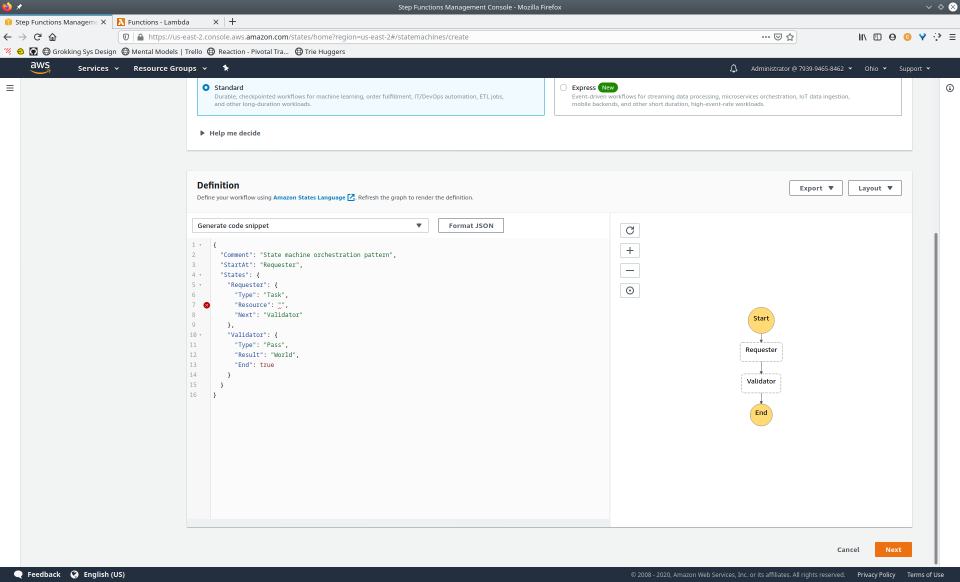 Step Functions Management Console - Mozilla Firefox
Step Functions Managem
Functions - Lambda
https://us-east-2.console.aws.amazon.com/states/home?region=us-east-2#/statemachines/create
Grokking Sys Design
Mental Models | Trello
Reaction - Pivotal Tra...
Trie Huggers
aws
Services
Resource Groups
Administrator @ 7939-9465-8462
Ohio
Support
Standard
Durable, checkpointed workflows for machine learning, order fulfillment, IT/DevOps automation, ETL jobs,
and other long-duration workloads.
Express
New
Event-driven workflows for streaming data processing, microservices orchestration, IoT data ingestion,
mobile backends, and other short duration, high-event-rate workloads.
Help me decide
Definition
Define your workflow using Amazon States Language. Refresh the graph to render the definition.
Export
Layout
Generate code snippet
Format JSON
1 {
2 "Comment": "State machine orchestration pattern",
3 "StartAt": "Requester",
4 "States": {
5 "Requester": {
6 "Type": "Task",
7 "Resource": "",
8 "Next": "Validator"
9 },
10 "Validator": {
11 "Type": "Pass",
12 "Result": "World",
13 "End": true
14 }
15 }
16 }
Start
Requester
Validator
End
Cancel
Next
Feedback
English (US)
© 2008 - 2020, Amazon Web Services, Inc. or its affiliates. All rights reserved.
Privacy Policy
Terms of Use